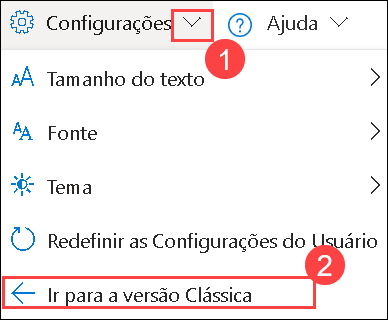 Configurações ? Ajuda
1
Tamanho do texto
Fonte
Tema
Redefinir as Configurações do Usuário
2
Ir para a versão Clássica